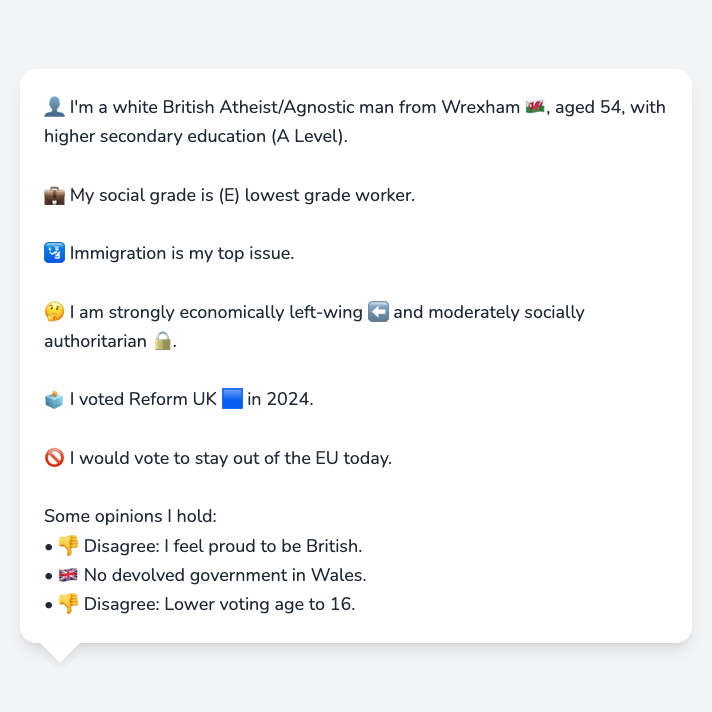 👤 I'm a white British Atheist/Agnostic man from Wrexham 🏴󠁧󠁢󠁷󠁬󠁳󠁿, aged 54, with
higher secondary education (A Level).
💼 My social grade is (E) lowest grade worker.
🛂 Immigration is my top issue.
🤔 I am strongly economically left-wing ⬅️ and moderately socially
authoritarian 🔒.
🗳️ I voted Reform UK 🟦 in 2024.
🚫 I would vote to stay out of the EU today.
Some opinions I hold:
• 👎 Disagree: I feel proud to be British.
• 🇬🇧 No devolved government in Wales.
• 👎 Disagree: Lower voting age to 16.